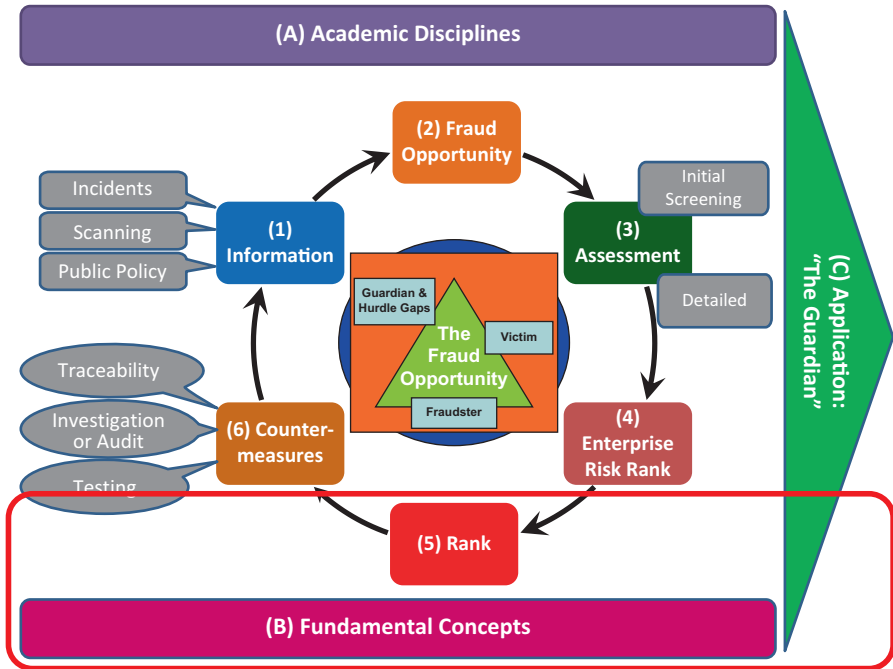 (A) Academic Disciplines
(2) Fraud
Opportunity
Incidents
Scanning
Public Policy
(1)
Information
Initial
Screening
(3)
Assessment
Detailed
Guardian &
Hurdle Gaps
Victim
The
Fraud
Opportunity
Fraudster
(C) Application:
“The Guardian”
Traceability
Investigation
or Audit
Testing
(6) Counter-
measures
(4)
Enterprise
Risk Rank
(5) Rank
(B) Fundamental Concepts